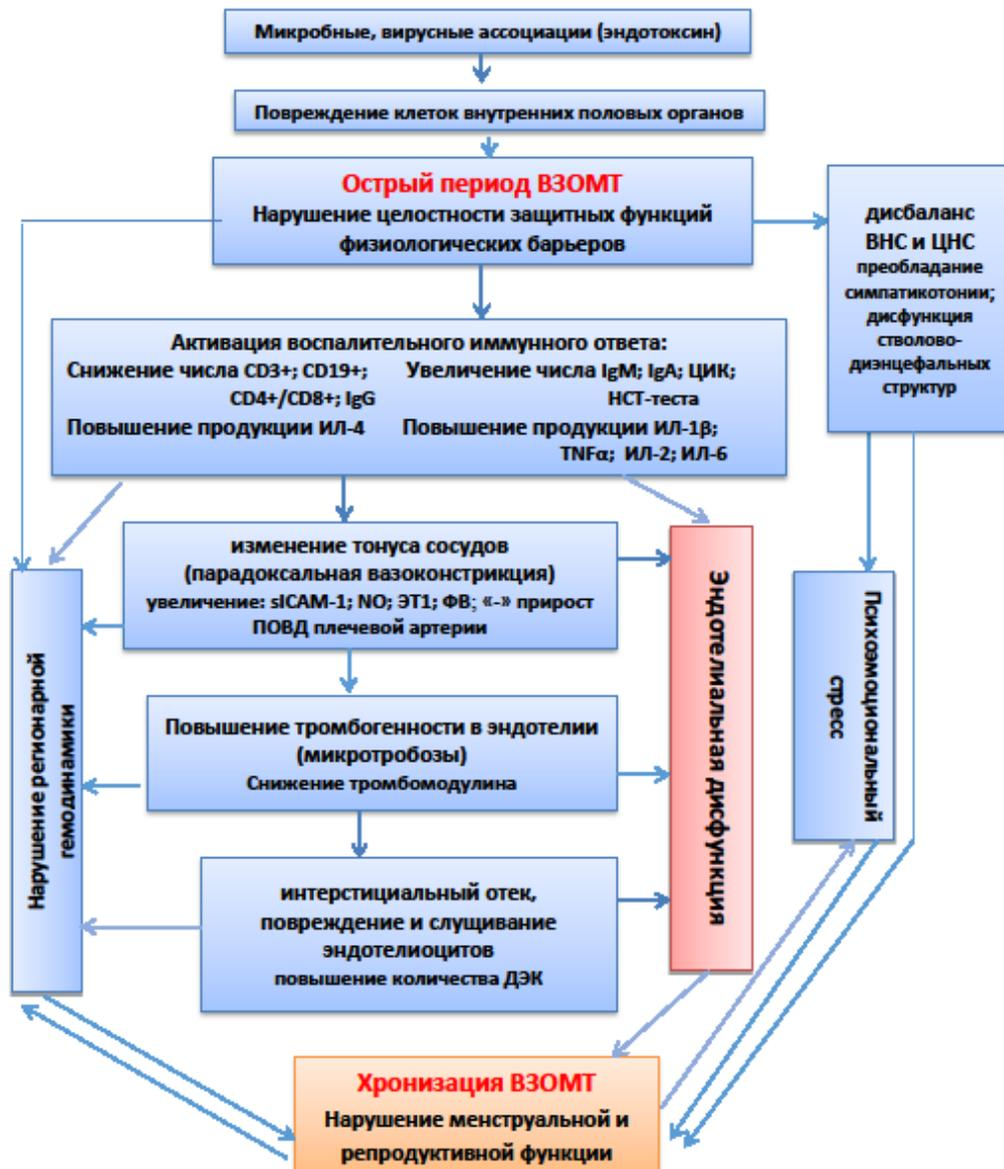 Микробные, вирусные ассоциации (эндотоксин)
Повреждение клеток внутренних половых органов
Острый период ВЗОМТ
Нарушение целостности защитных функций
физиологических барьеров
дисбаланс
ВНС и ЦНС
преобладание
симпатикотонии;
дисфункция
стволово-
диэнцефальных
структур
Активация воспалительного иммунного ответа:
Снижение числа CD3+; CD19+;
CD4+/CD8+; IgG
Повышение продукции ИЛ-4
Увеличение числа IgM; IgA; ЦИК;
НСТ-теста
Повышение продукции ИЛ-1β;
TNFα; ИЛ-2; ИЛ-6
изменение тонуса сосудов
(парадоксальная вазоконстрикция)
увеличение: sICAM-1; NO; ЭТ1; ФВ; «-» прирост
ПОВД плечевой артерии
Повышение тромбогенности в эндотелии
(микротробозы)
Снижение тромбомодулина
интерстициальный отек,
повреждение и слущивание
эндотелиоцитов
повышение количества ДЭК
Нарушение регионарной
гемодинамики
Эндотелиальная дисфункция
Психоэмоциональный
стресс
Хронизация ВЗОМТ
Нарушение менструальной и
репродуктивной функции